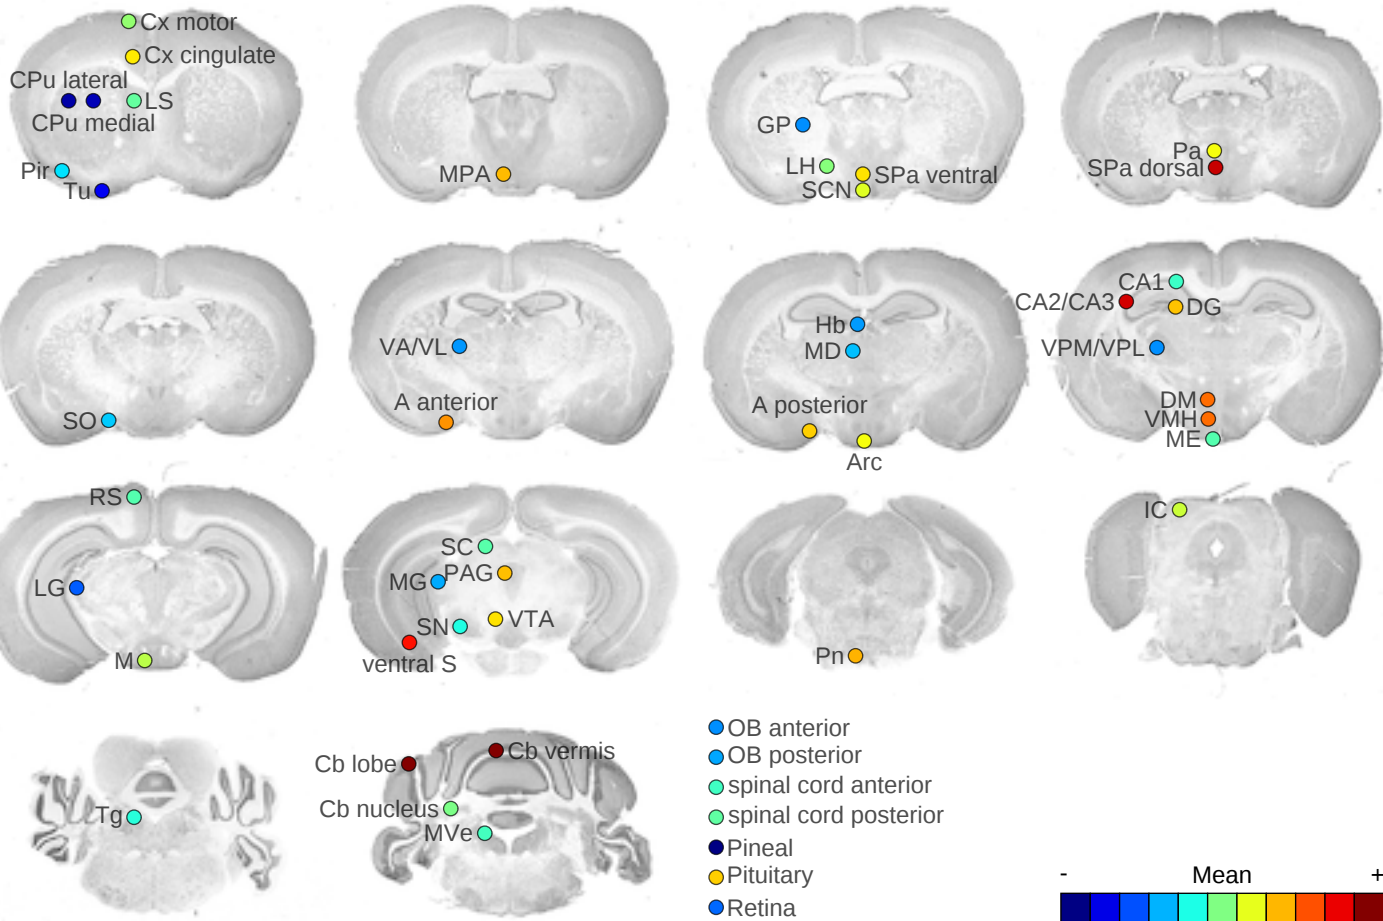 Cx motor
Cx cingulate
CPu lateral
LS
CPu medial
Pir
Tu
MPA
GP
LH
SPa ventral
SCN
Pa
SPa dorsal
SO
VA/VL
A anterior
Hb
MD
A posterior
Arc
CA1
CA2/CA3
DG
VPM/VPL
DM
VMH
ME
RS
LG
M
SC
MG
PAG
SN
VTA
ventral S
Pn
IC
Tg
Cb lobe
Cb vermis
Cb nucleus
MVe
OB anterior
OB posterior
spinal cord anterior
spinal cord posterior
Pineal
Pituitary
Retina
- Mean +